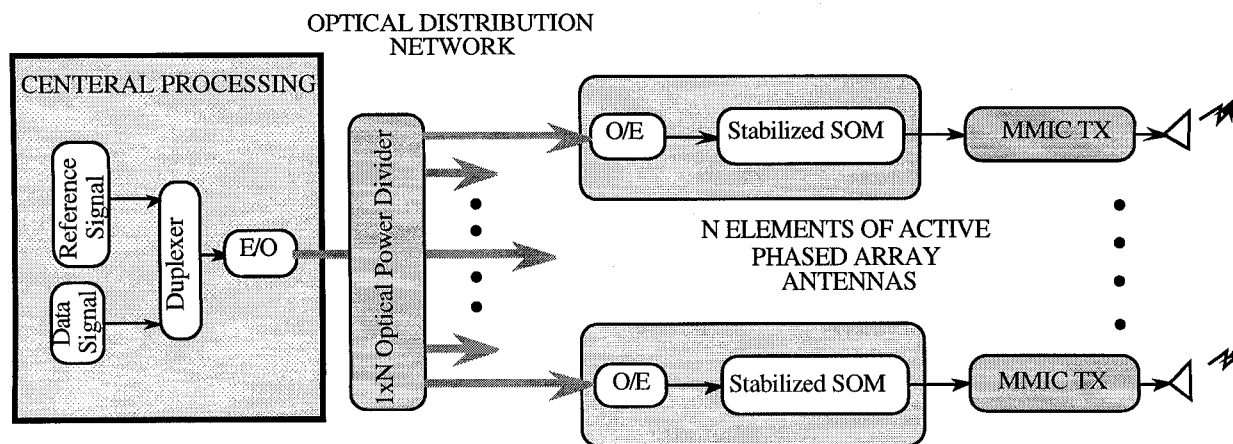 OPTICAL DISTRIBUTION
NETWORK
CENTERAL PROCESSING
Reference
Signal
Data
Signal
Duplexer
E/O
1xN Optical Power Divider
O/E
Stabilized SOM
MMIC TX
N ELEMENTS OF ACTIVE
PHASED ARRAY
ANTENNAS
O/E
Stabilized SOM
MMIC TX